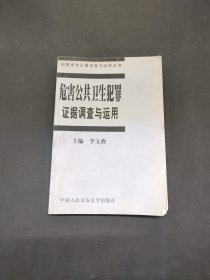 危害公共卫生犯罪
证据调查与运用
主编 李文燕
中国人民公安大学出版社